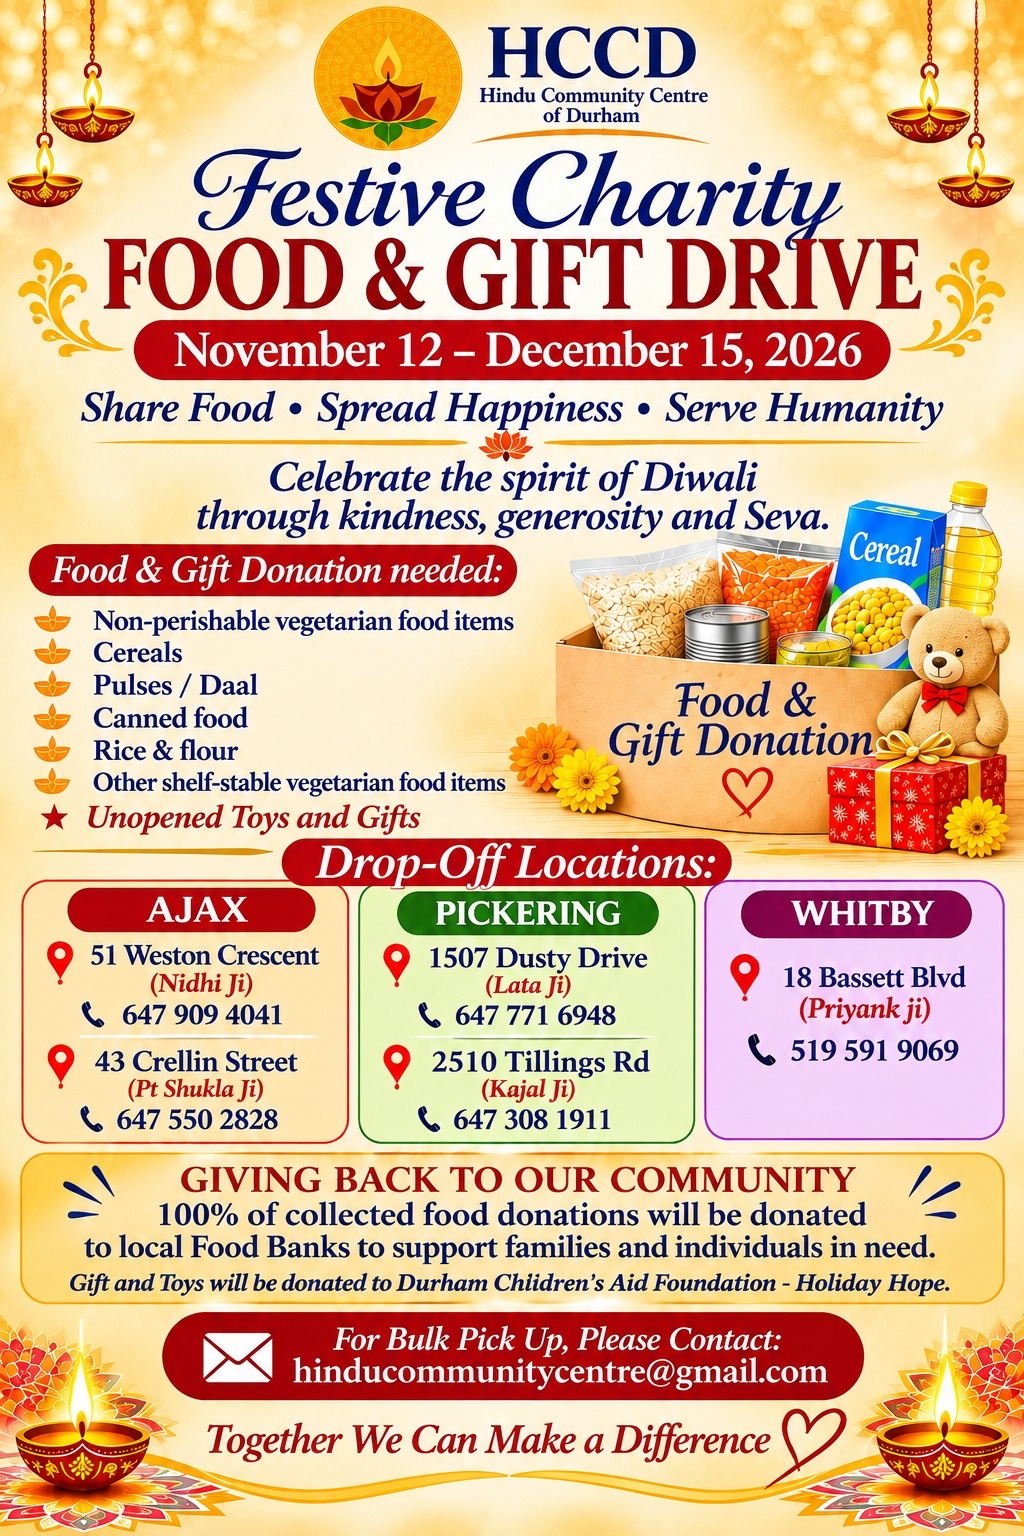 HCCD
Hindu Community Centre
of Durham
Festive Charity
FOOD & GIFT DRIVE
November 12 – December 15, 2026
Share Food • Spread Happiness • Serve Humanity
Celebrate the spirit of Diwali
through kindness, generosity and Seva.
Food & Gift Donation needed:
Non-perishable vegetarian food items
Cereals
Pulses / Daal
Canned food
Rice & flour
Other shelf-stable vegetarian food items
★ Unopened Toys and Gifts
Cereal
Food &
Gift Donation
Drop-Off Locations:
AJAX
51 Weston Crescent
(Nidhi Ji)
647 909 4041
43 Crellin Street
(Pt Shukla Ji)
647 550 2828
PICKERING
1507 Dusty Drive
(Lata Ji)
647 771 6948
2510 Tillings Rd
(Kajal Ji)
647 308 1911
WHITBY
18 Bassett Blvd
(Priyank ji)
519 591 9069
GIVING BACK TO OUR COMMUNITY
100% of collected food donations will be donated
to local Food Banks to support families and individuals in need.
Gift and Toys will be donated to Durham Children's Aid Foundation - Holiday Hope.
For Bulk Pick Up, Please Contact:
hinducommunitycentre@gmail.com
Together We Can Make a Difference